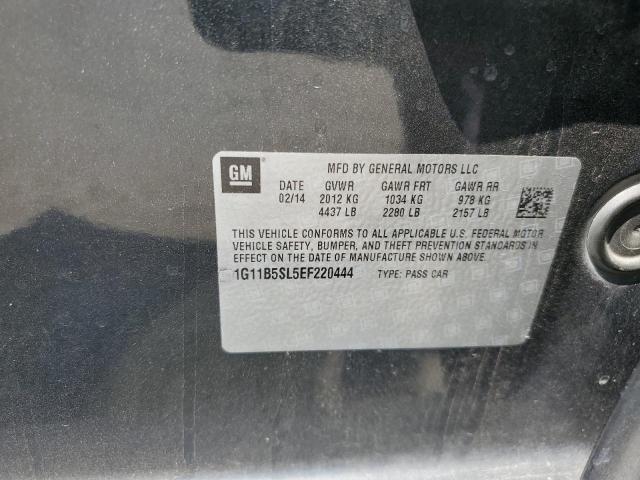 GM
MFD BY GENERAL MOTORS LLC
DATE GVWR GAWR FRT GAWR RR
02/14 2012 KG 1034 KG 978 KG
4437 LB 2280 LB 2157 LB
THIS VEHICLE CONFORMS TO ALL APPLICABLE U.S. FEDERAL MOTOR
VEHICLE SAFETY, BUMPER, AND THEFT PREVENTION STANDARDS IN
EFFECT ON THE DATE OF MANUFACTURE SHOWN ABOVE.
1G11B5SL5EF220444 TYPE: PASS CAR